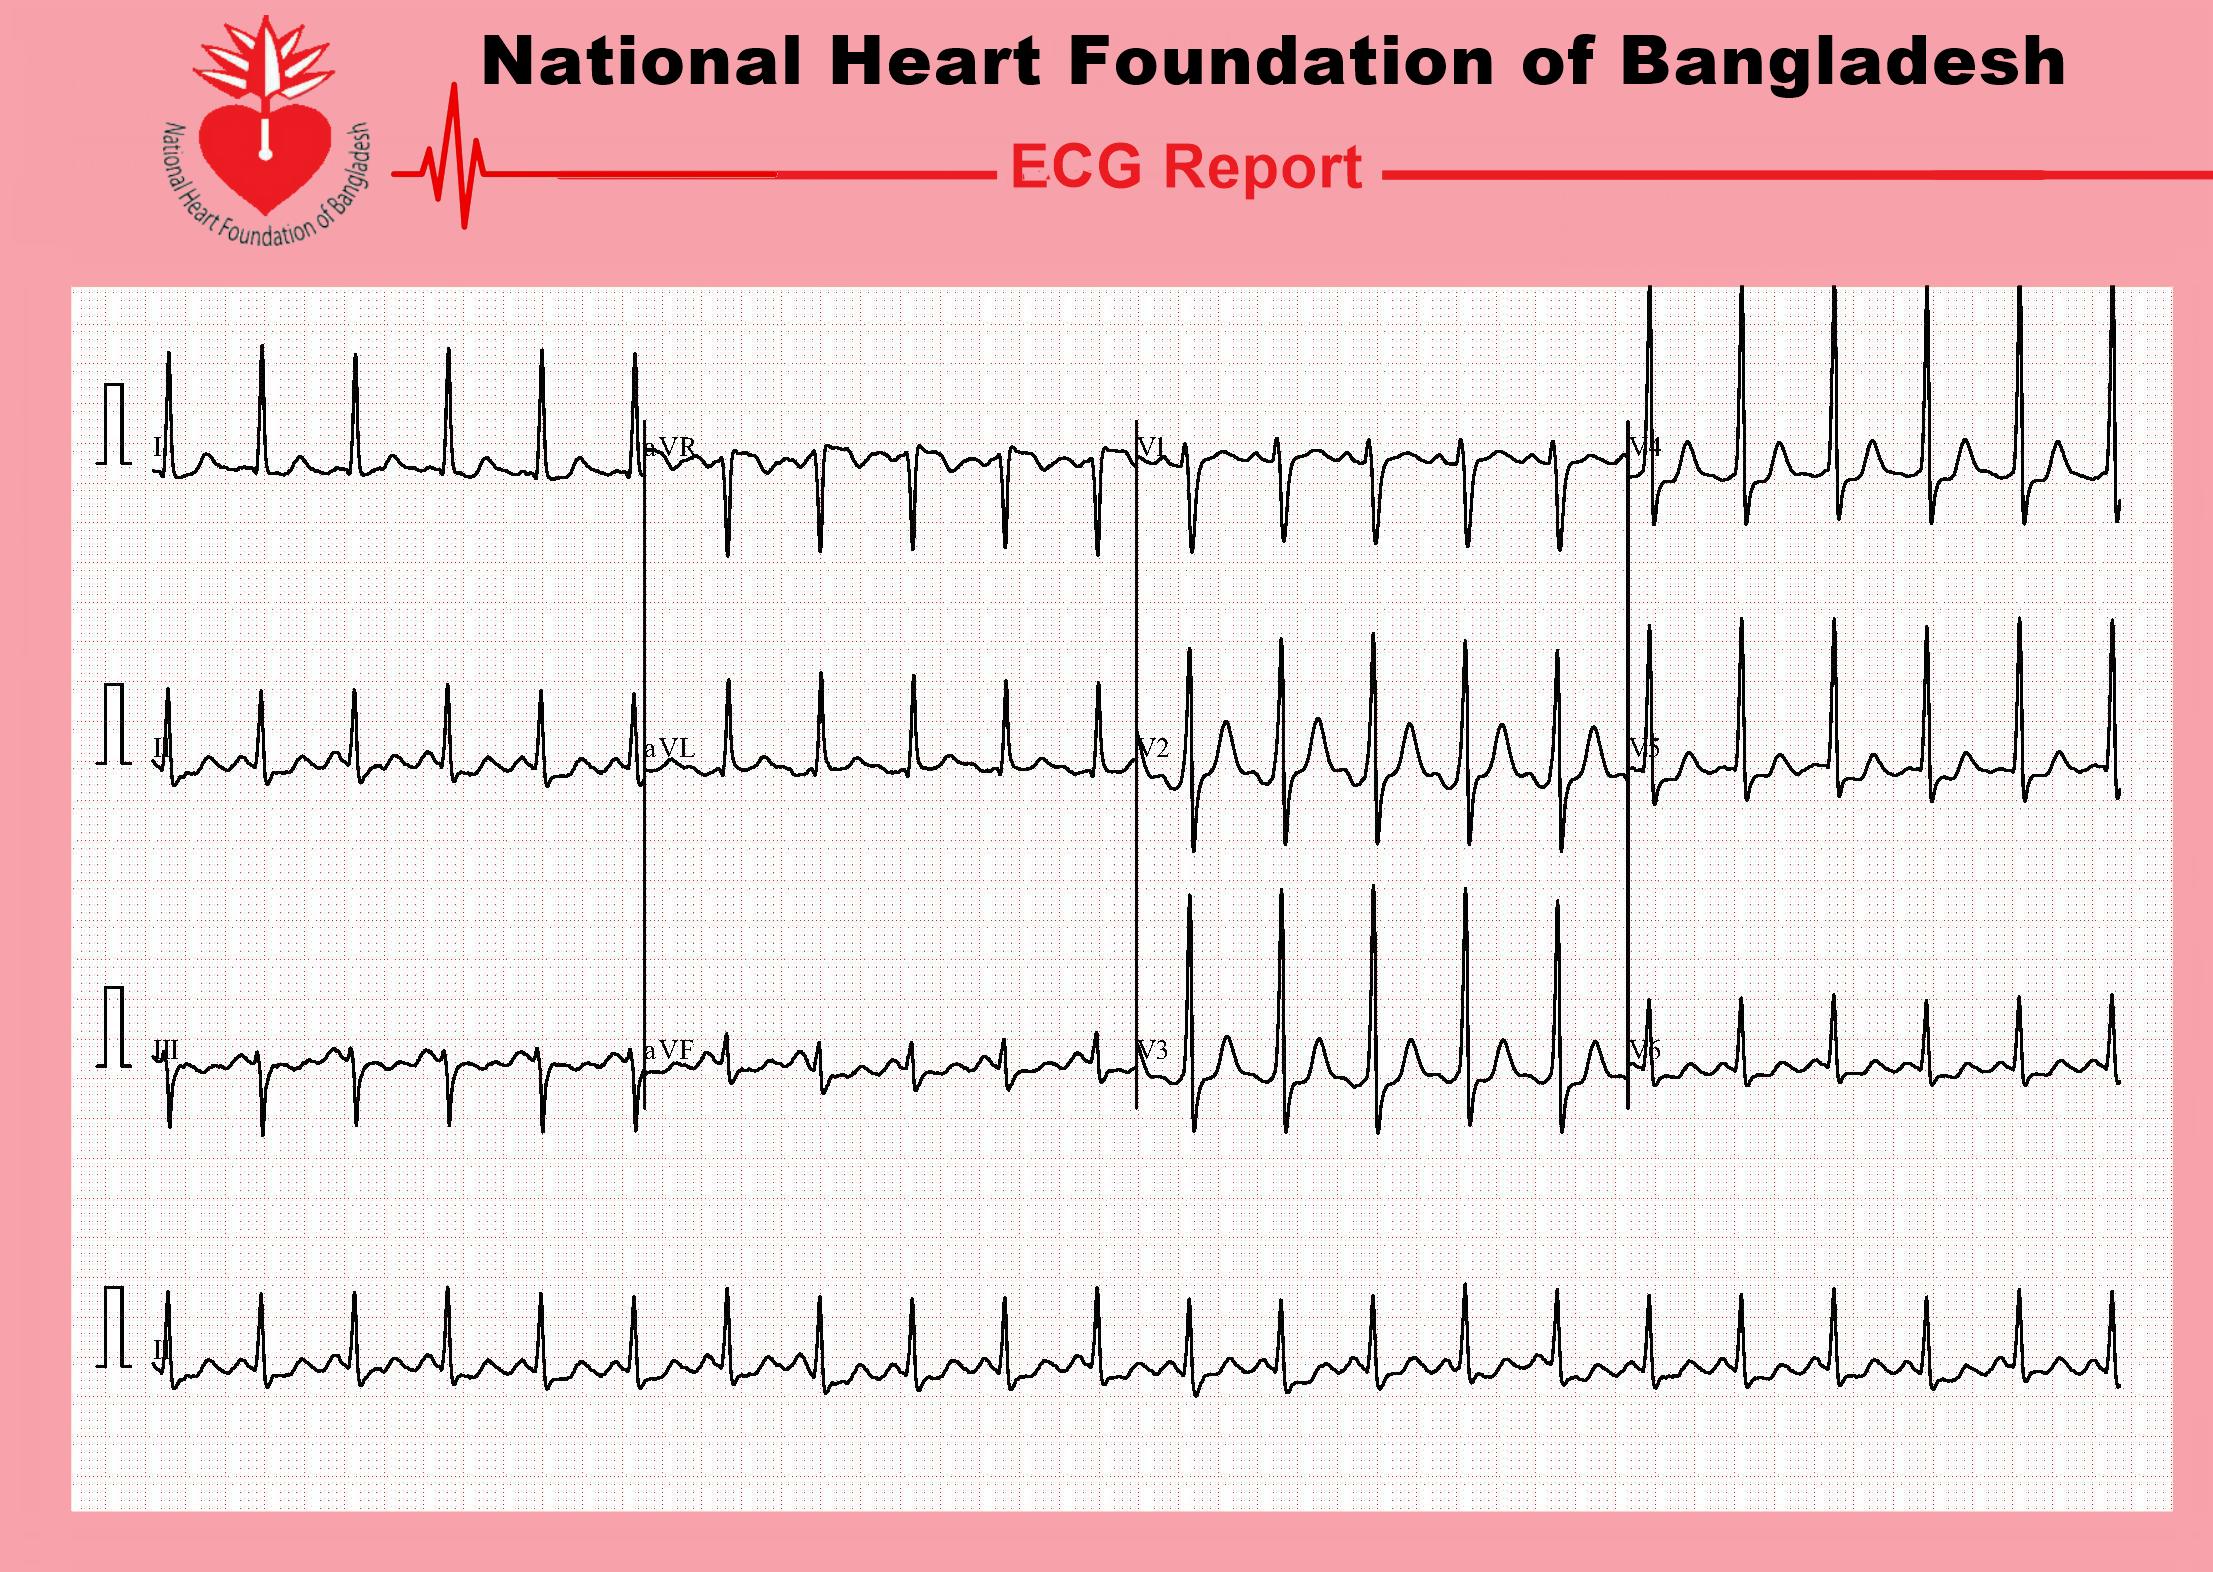 National Heart Foundation of Bangladesh
National Heart Foundation of Bangladesh
ECG Report
I
aVR
V1
V4
II
aVL
V2
V5
III
aVF
V3
V6
II